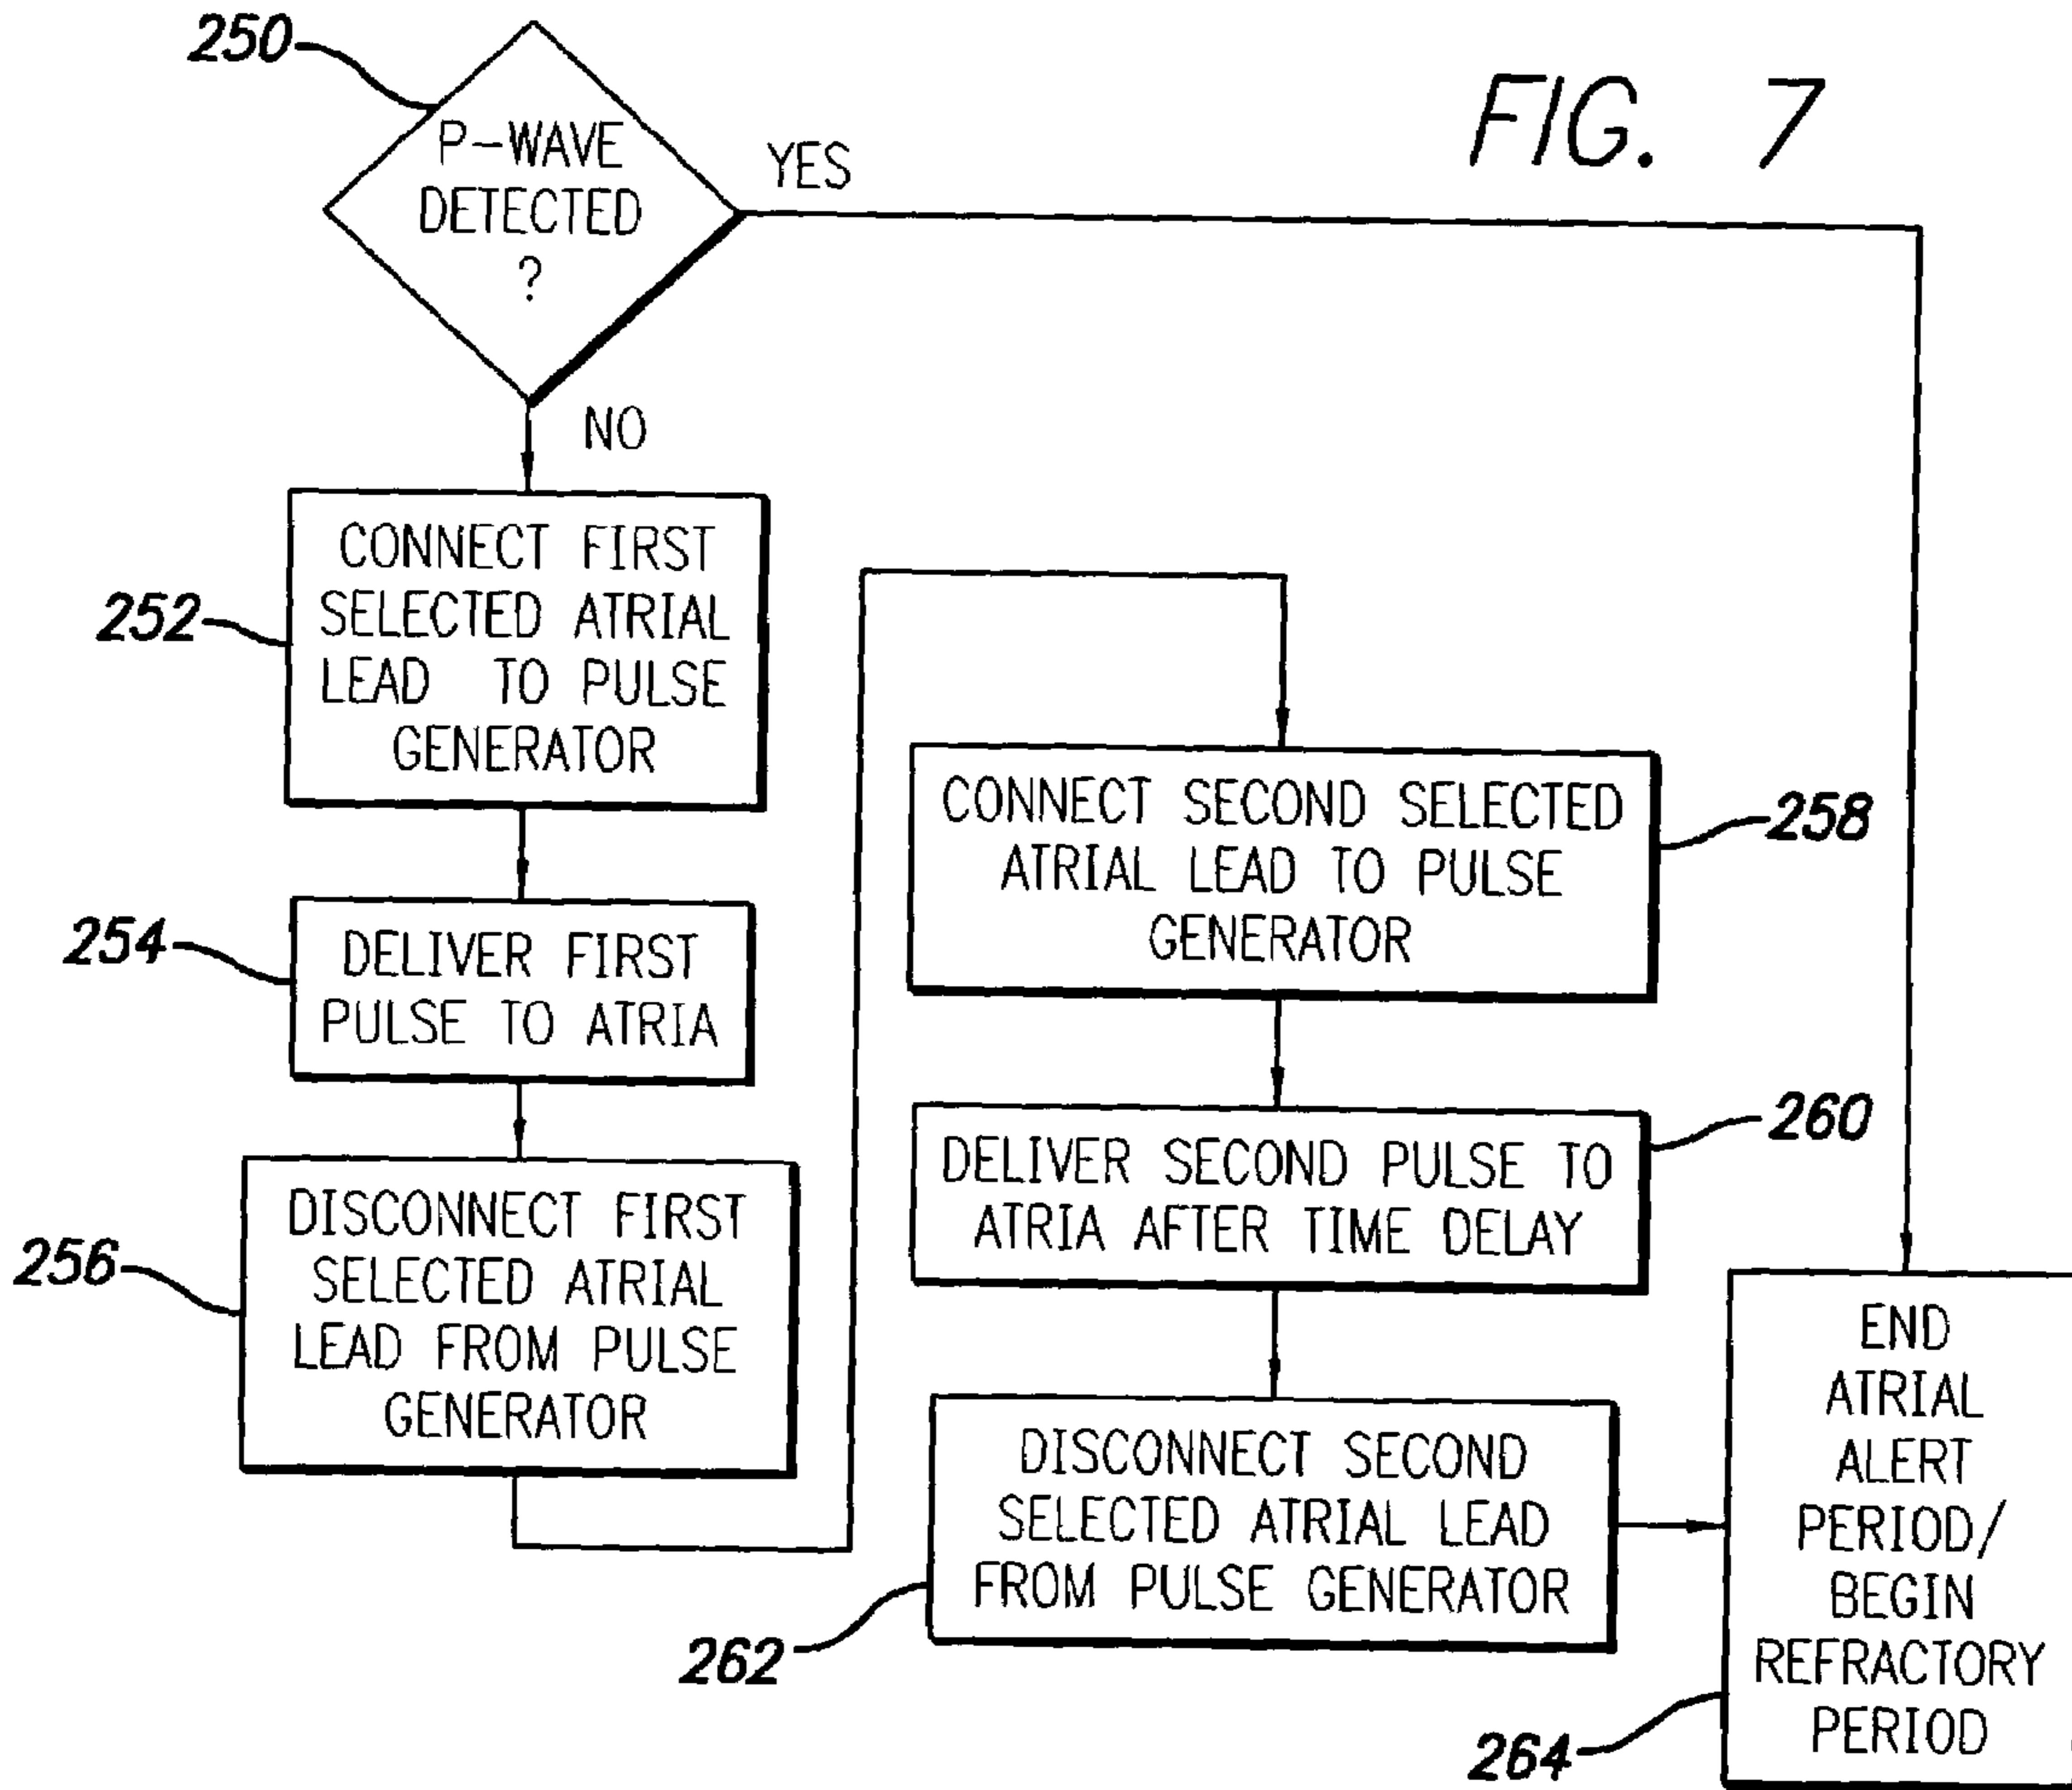 FIG. 7
250
P-WAVE
DETECTED
?
YES
NO
252
CONNECT FIRST
SELECTED ATRIAL
LEAD TO PULSE
GENERATOR
254
DELIVER FIRST
PULSE TO ATRIA
256
DISCONNECT FIRST
SELECTED ATRIAL
LEAD FROM PULSE
GENERATOR
258
CONNECT SECOND SELECTED
ATRIAL LEAD TO PULSE
GENERATOR
260
DELIVER SECOND PULSE TO
ATRIA AFTER TIME DELAY
262
DISCONNECT SECOND
SELECTED ATRIAL LEAD
FROM PULSE GENERATOR
264
END
ATRIAL
ALERT
PERIOD/
BEGIN
REFRACTORY
PERIOD